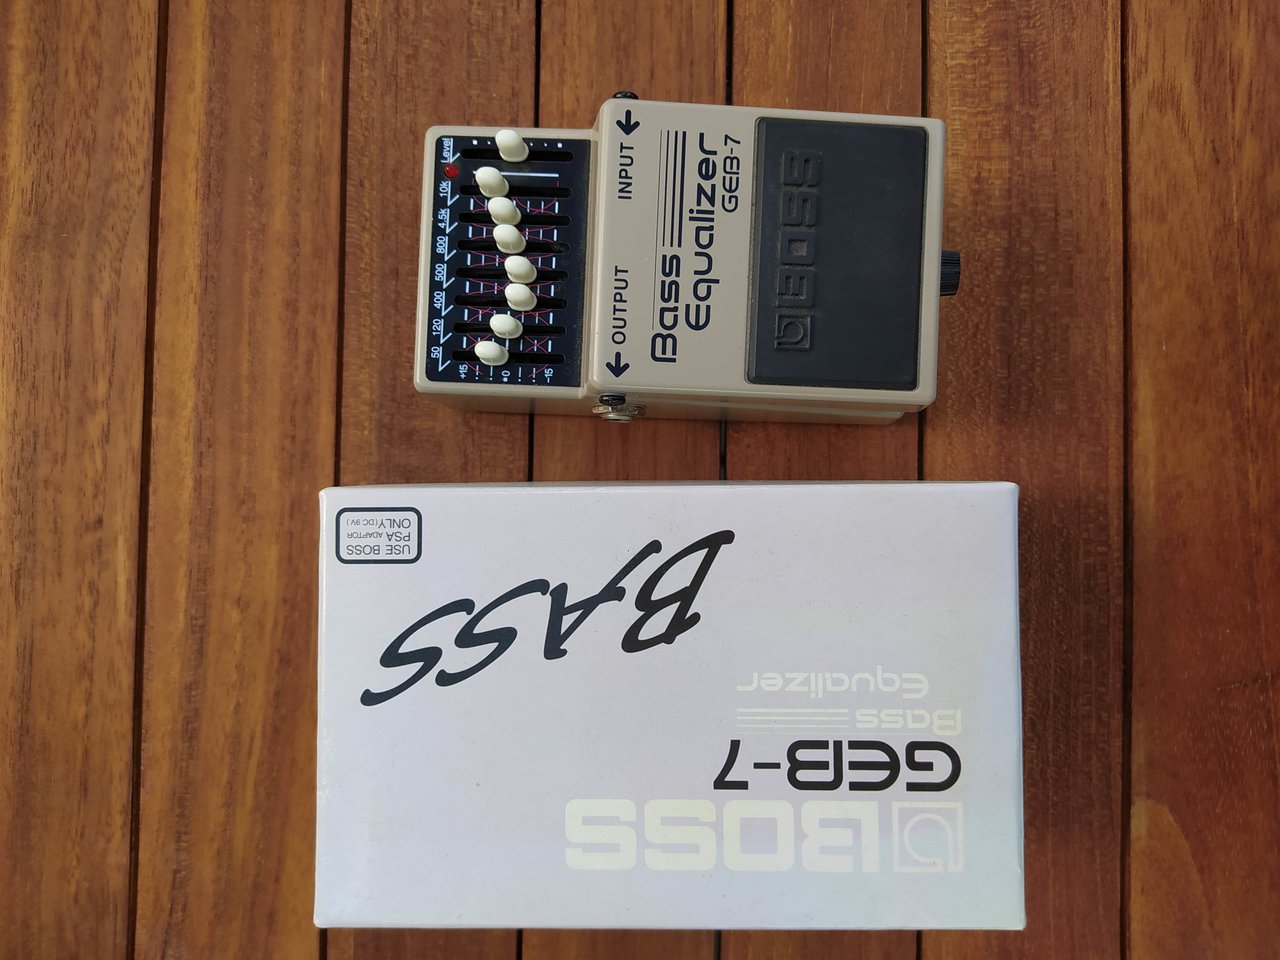 50 120 400 500 800 4.5k 10k Level
+15
0
-15
OUTPUT INPUT
Bass
Equalizer
GEB-7
BOSS
BOSS
GEB-7
Bass
Equalizer
BASS
USE BOSS
PSA ADAPTOR
ONLY (DC 9V)